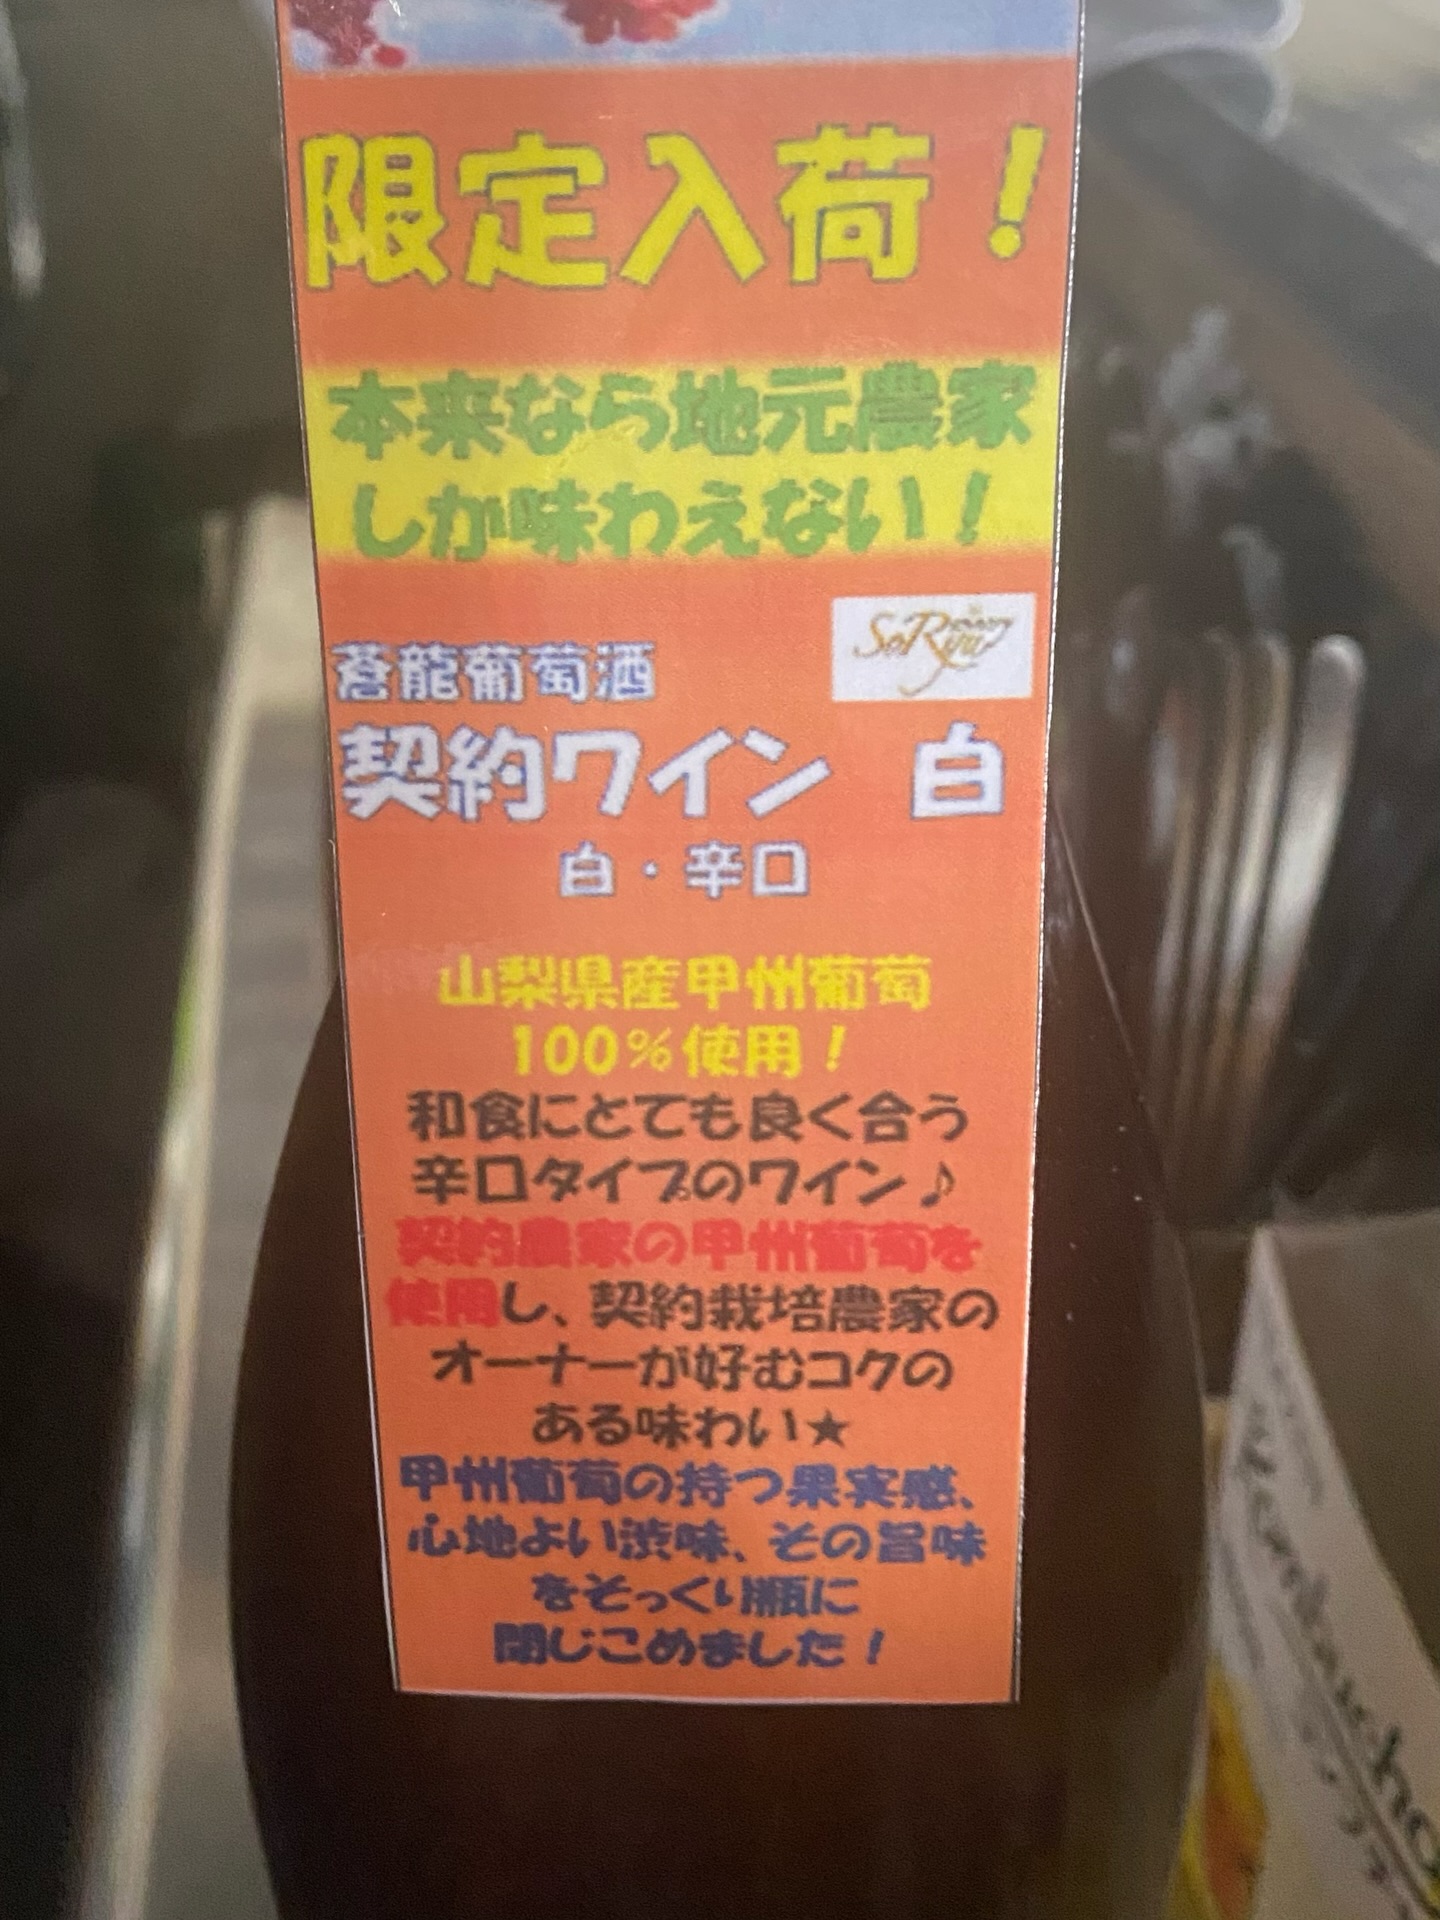 限定入荷！
本来なら地元農家
しか味わえない！
SoRyu
蒼龍葡萄酒
契約ワイン 白
白・辛口
山梨県産甲州葡萄
100％使用！
和食にとても良く合う
辛口タイプのワイン♪
契約農家の甲州葡萄を
使用し、契約栽培農家の
オーナーが好むコクの
ある味わい★
甲州葡萄の持つ果実感、
心地よい渋味、その旨味
をそっくり瓶に
閉じこめました！